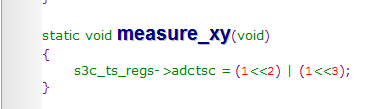 }
static void measure_xy(void)
{
    s3c_ts_regs->adctsc = (1<<2) | (1<<3);
}